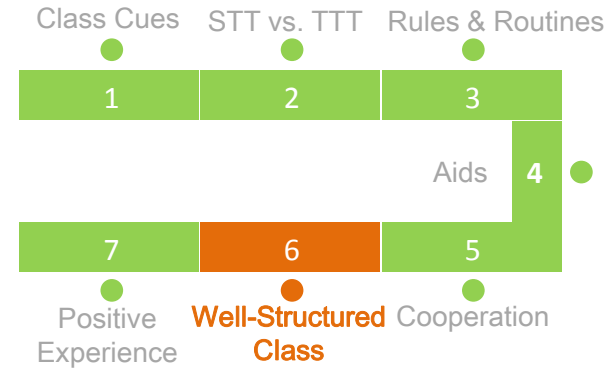 Class Cues STT vs. TTT Rules & Routines
1 2 3
Aids 4
7 6 5
Positive Well-Structured Cooperation
Experience Class